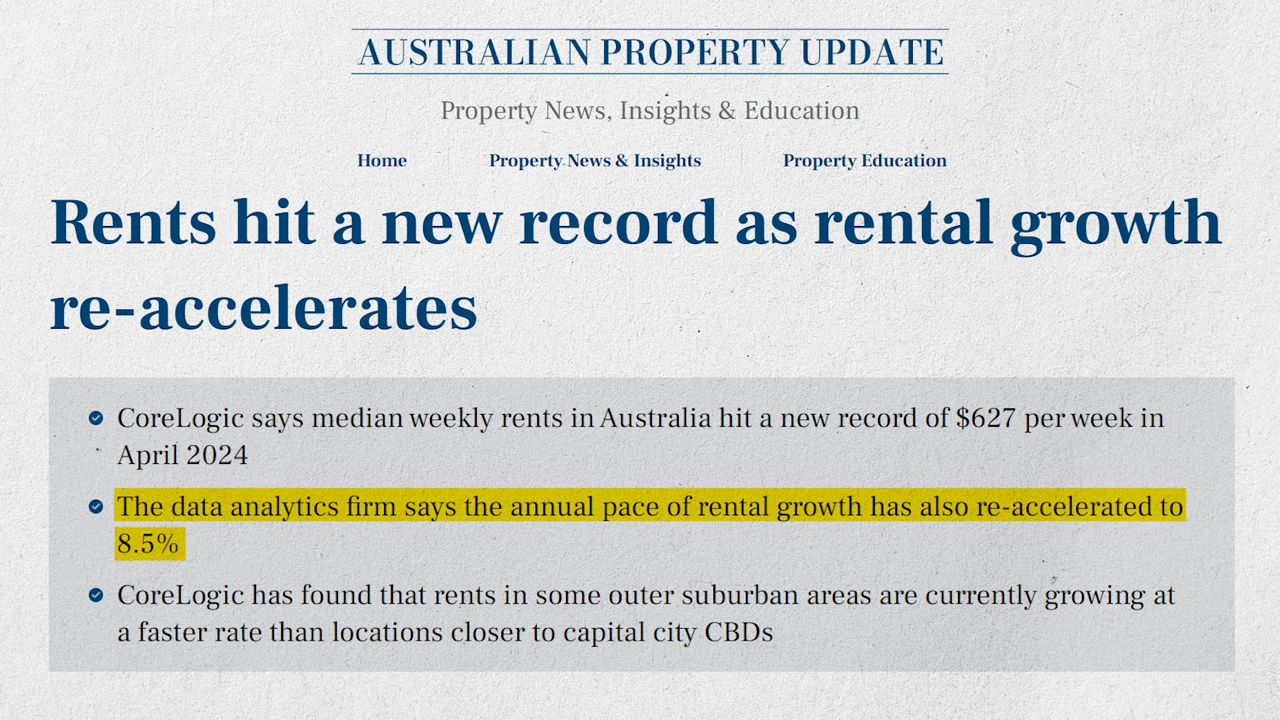 AUSTRALIAN PROPERTY UPDATE
Property News, Insights & Education
Home Property News & Insights Property Education
Rents hit a new record as rental growth
re-accelerates
CoreLogic says median weekly rents in Australia hit a new record of $627 per week in
April 2024
The data analytics firm says the annual pace of rental growth has also re-accelerated to
8.5%
CoreLogic has found that rents in some outer suburban areas are currently growing at
a faster rate than locations closer to capital city CBDs